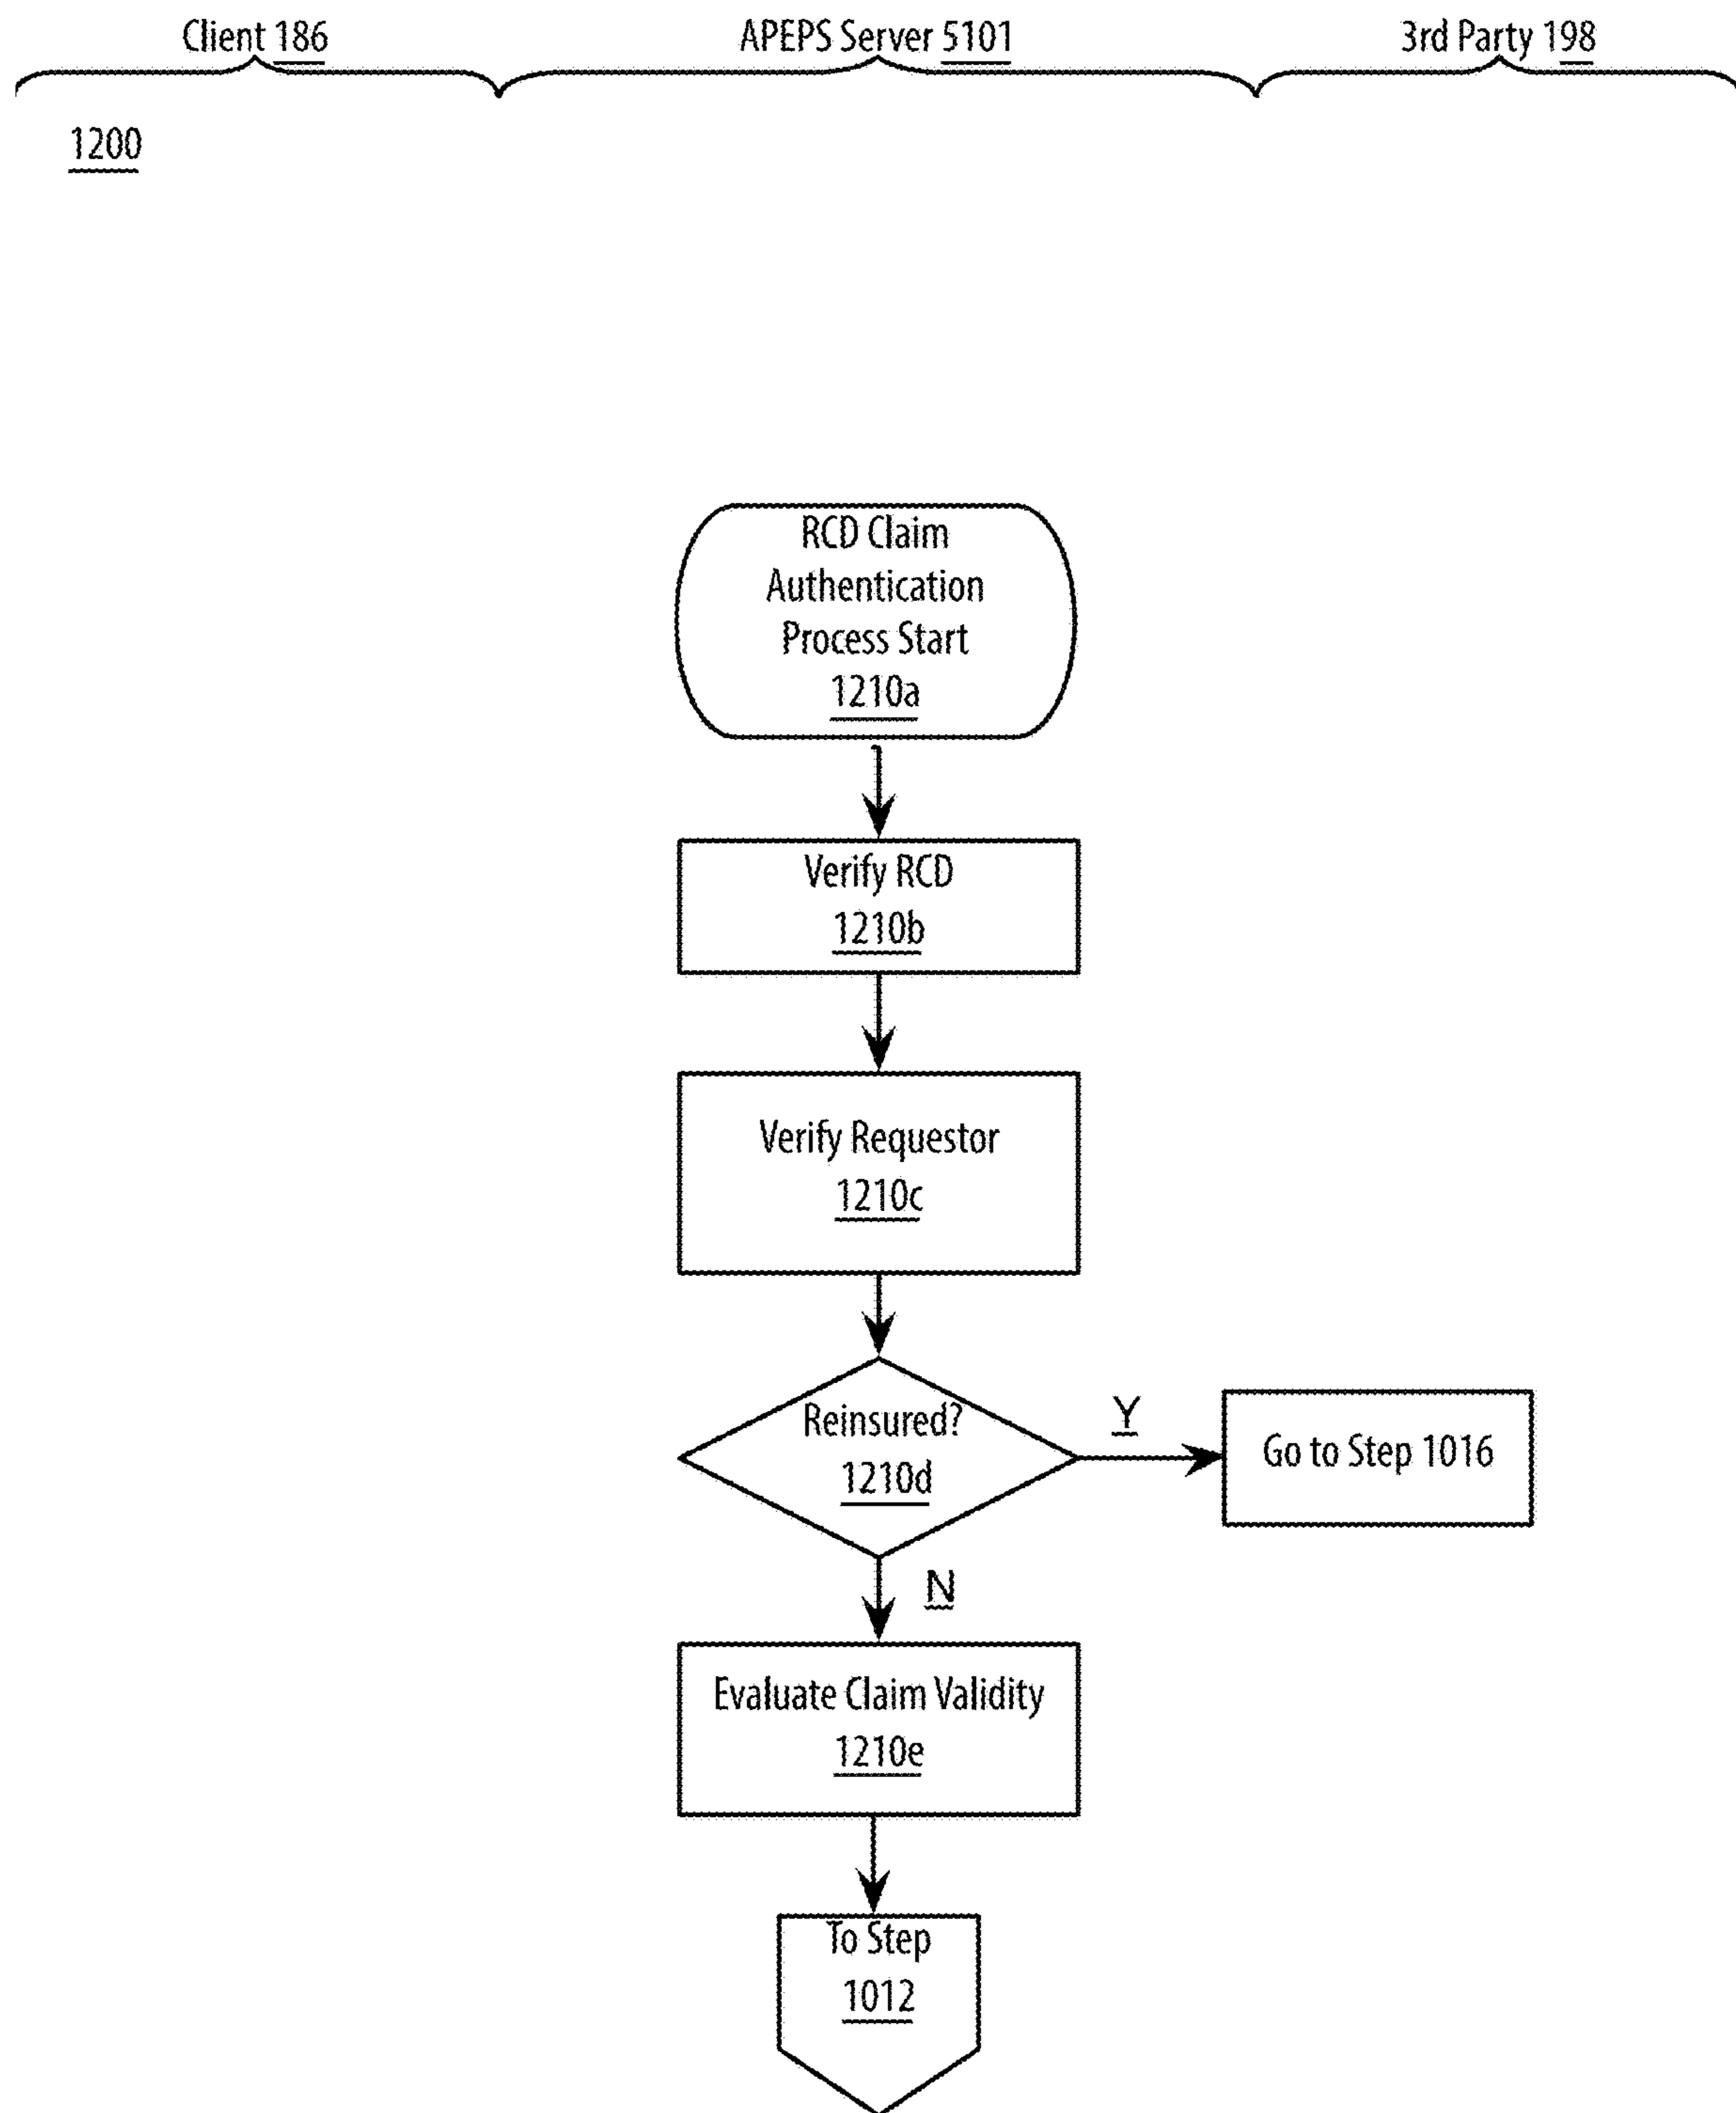 Client 186
APEPS Server 5101
3rd Party 198
1200
RCD Claim
Authentication
Process Start
1210a
Verify RCD
1210b
Verify Requestor
1210c
Reinsured?
1210d
Y
Go to Step 1016
N
Evaluate Claim Validity
1210e
To Step
1012